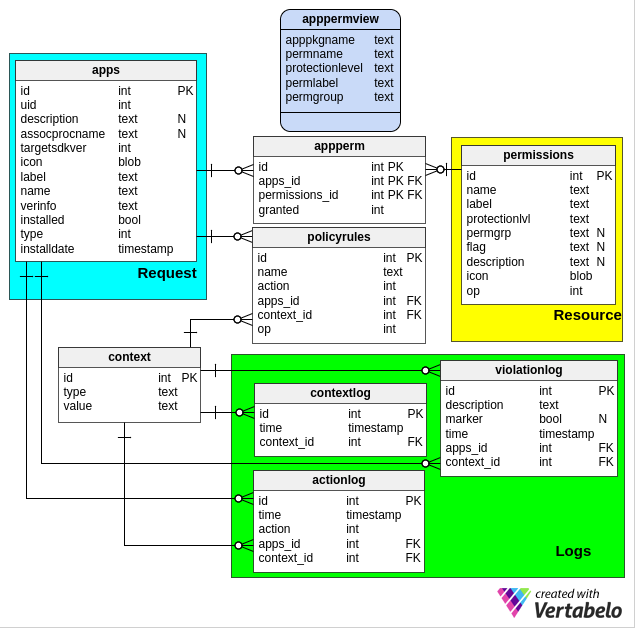 apppermview
apppkgname text
permname text
protectionlevel text
permlabel text
permgroup text
apps
id int PK
uid int
description text N
assocprocname text N
targetsdkver int
icon blob
label text
name text
verinfo text
installed bool
type int
installdate timestamp
Request
appperm
id int PK
apps_id int PK FK
permissions_id int PK FK
granted int
permissions
id int PK
name text
label text
protectionlvl text
permgrp text N
flag text N
description text N
icon blob
op int
Resource
policyrules
id int PK
name text
action int
apps_id int FK
context_id int FK
op int
context
id int PK
type text
value text
violationlog
id int PK
description text
marker bool N
time timestamp
apps_id int FK
context_id int FK
contextlog
id int PK
time timestamp
context_id int FK
actionlog
id int PK
time timestamp
action int
apps_id int FK
context_id int FK
Logs
created with
Vertabelo